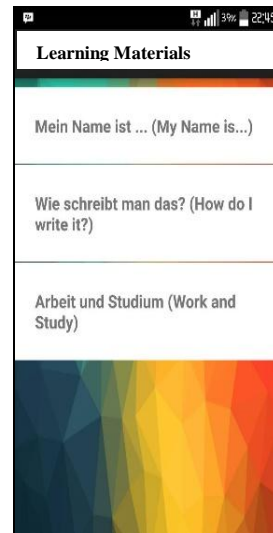 H 39% 22:45
Learning Materials
Mein Name ist ... (My Name is...)
Wie schreibt man das? (How do I
write it?)
Arbeit und Studium (Work and
Study)